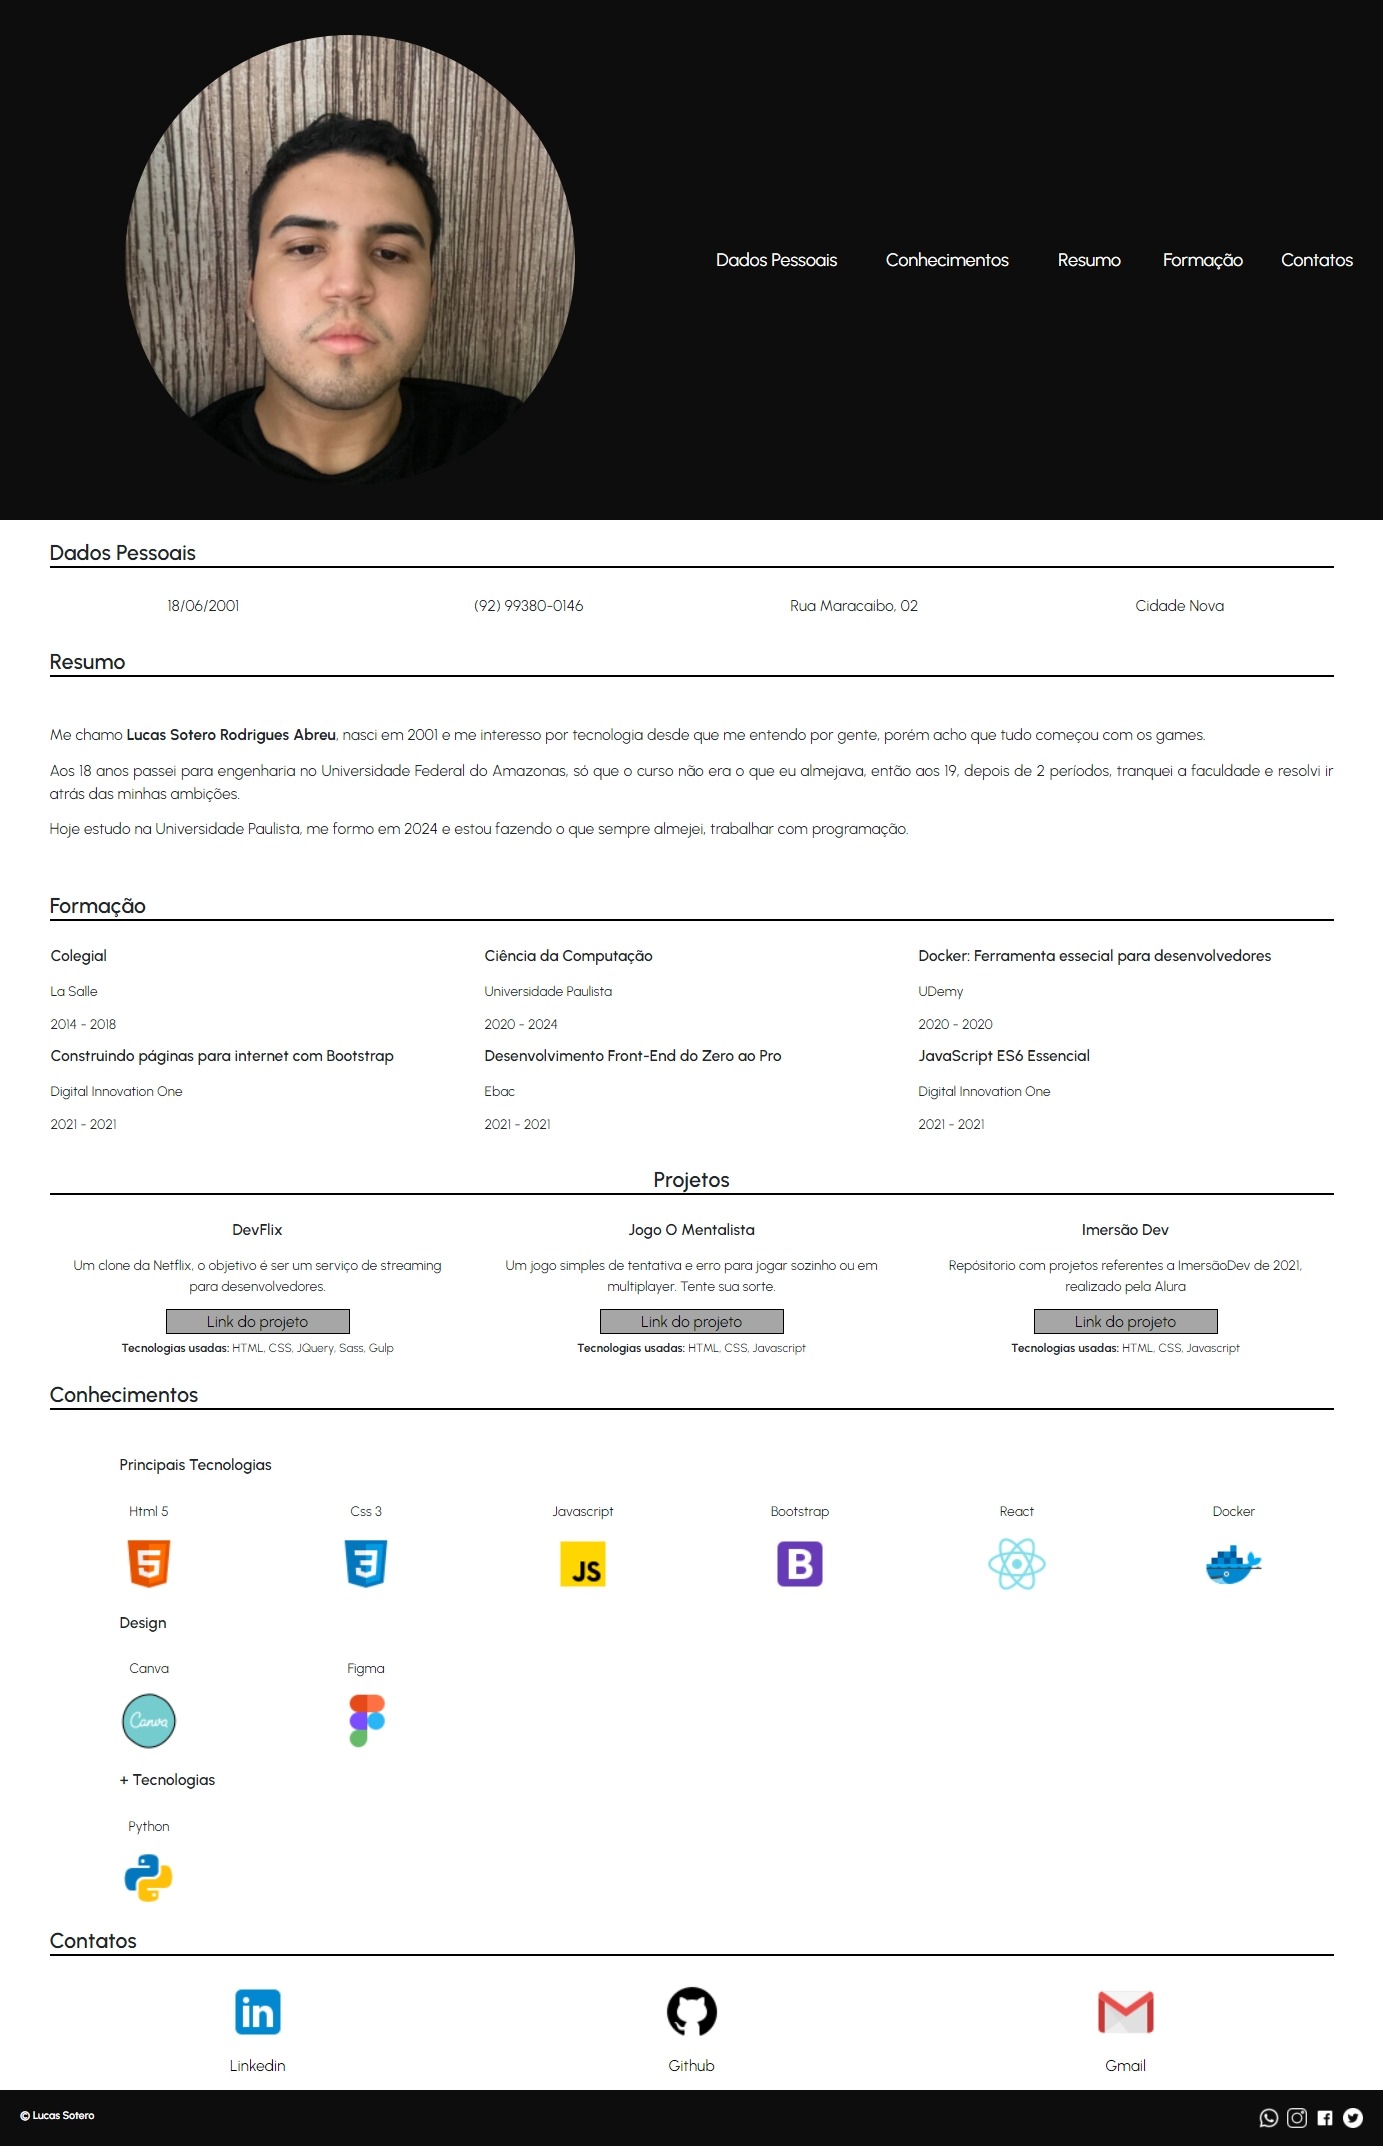 Dados Pessoais Conhecimentos Resumo Formação Contatos
Dados Pessoais
18/06/2001 (92) 99380-0146 Rua Maracaibo, 02 Cidade Nova
Resumo
Me chamo Lucas Sotero Rodrigues Abreu, nasci em 2001 e me interesso por tecnologia desde que me entendo por gente, porém acho que tudo começou com os games.
Aos 18 anos passei para engenharia no Universidade Federal do Amazonas, só que o curso não era o que eu almejava, então aos 19, depois de 2 períodos, tranquei a faculdade e resolvi ir
atrás das minhas ambições.
Hoje estudo na Universidade Paulista, me formo em 2024 e estou fazendo o que sempre almejei, trabalhar com programação.
Formação
Colegial Ciência da Computação Docker: Ferramenta essecial para desenvolvedores
La Salle Universidade Paulista UDemy
2014 - 2018 2020 - 2024 2020 - 2020
Construindo páginas para internet com Bootstrap Desenvolvimento Front-End do Zero ao Pro JavaScript ES6 Essencial
Digital Innovation One Ebac Digital Innovation One
2021 - 2021 2021 - 2021 2021 - 2021
Projetos
DevFlix Jogo O Mentalista Imersão Dev
Um clone da Netflix, o objetivo é ser um serviço de streaming Um jogo simples de tentativa e erro para jogar sozinho ou em Repósitorio com projetos referentes a ImersãoDev de 2021,
para desenvolvedores. multiplayer. Tente sua sorte. realizado pela Alura
Link do projeto Link do projeto Link do projeto
Tecnologias usadas: HTML, CSS, JQuery, Sass, Gulp Tecnologias usadas: HTML, CSS, Javascript Tecnologias usadas: HTML, CSS, Javascript
Conhecimentos
Principais Tecnologias
Html 5 Css 3 Javascript Bootstrap React Docker
5 3 JS B
Design
Canva Figma
Canva
+ Tecnologias
Python
Contatos
in
Linkedin Github Gmail
© Lucas Sotero